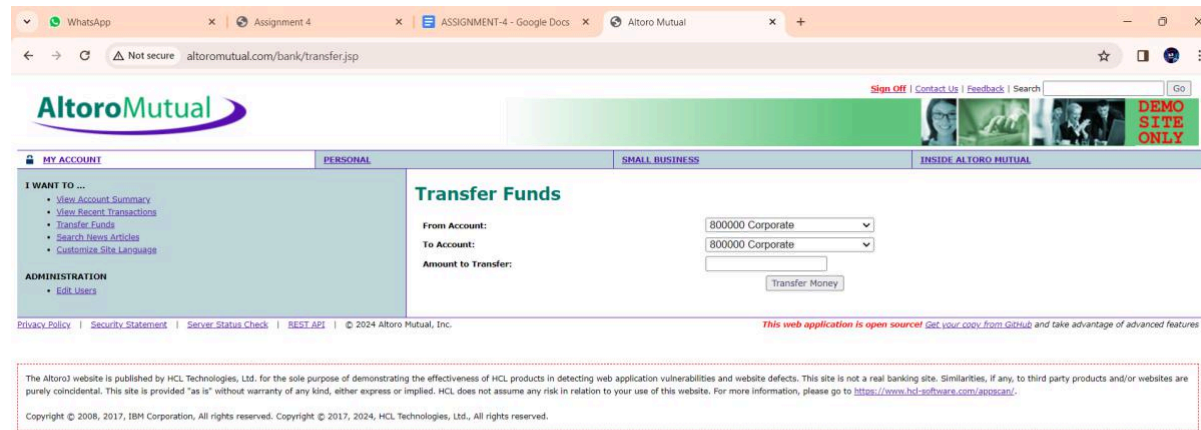 WhatsApp
Assignment 4
ASSIGNMENT-4 - Google Docs
Altoro Mutual
Not secure altoromutual.com/bank/transfer.jsp
Sign Off | Contact Us | Feedback | Search Go
AltoroMutual
DEMO
SITE
ONLY
MY ACCOUNT PERSONAL SMALL BUSINESS INSIDE ALTORO MUTUAL
I WANT TO ...
• View Account Summary
• View Recent Transactions
• Transfer Funds
• Search News Articles
• Customize Site Language
ADMINISTRATION
• Edit Users
Transfer Funds
From Account: 800000 Corporate
To Account: 800000 Corporate
Amount to Transfer:
Transfer Money
Privacy Policy | Security Statement | Server Status Check | REST API | © 2024 Altoro Mutual, Inc. This web application is open source! Get your copy from GitHub and take advantage of advanced features
The AltoroJ website is published by HCL Technologies, Ltd. for the sole purpose of demonstrating the effectiveness of HCL products in detecting web application vulnerabilities and website defects. This site is not a real banking site. Similarities, if any, to third party products and/or websites are
purely coincidental. This site is provided "as is" without warranty of any kind, either express or implied. HCL does not assume any risk in relation to your use of this website. For more information, please go to https://www.hcl-software.com/appscan/.
Copyright © 2008, 2017, IBM Corporation, All rights reserved. Copyright © 2017, 2024, HCL Technologies, Ltd., All rights reserved.